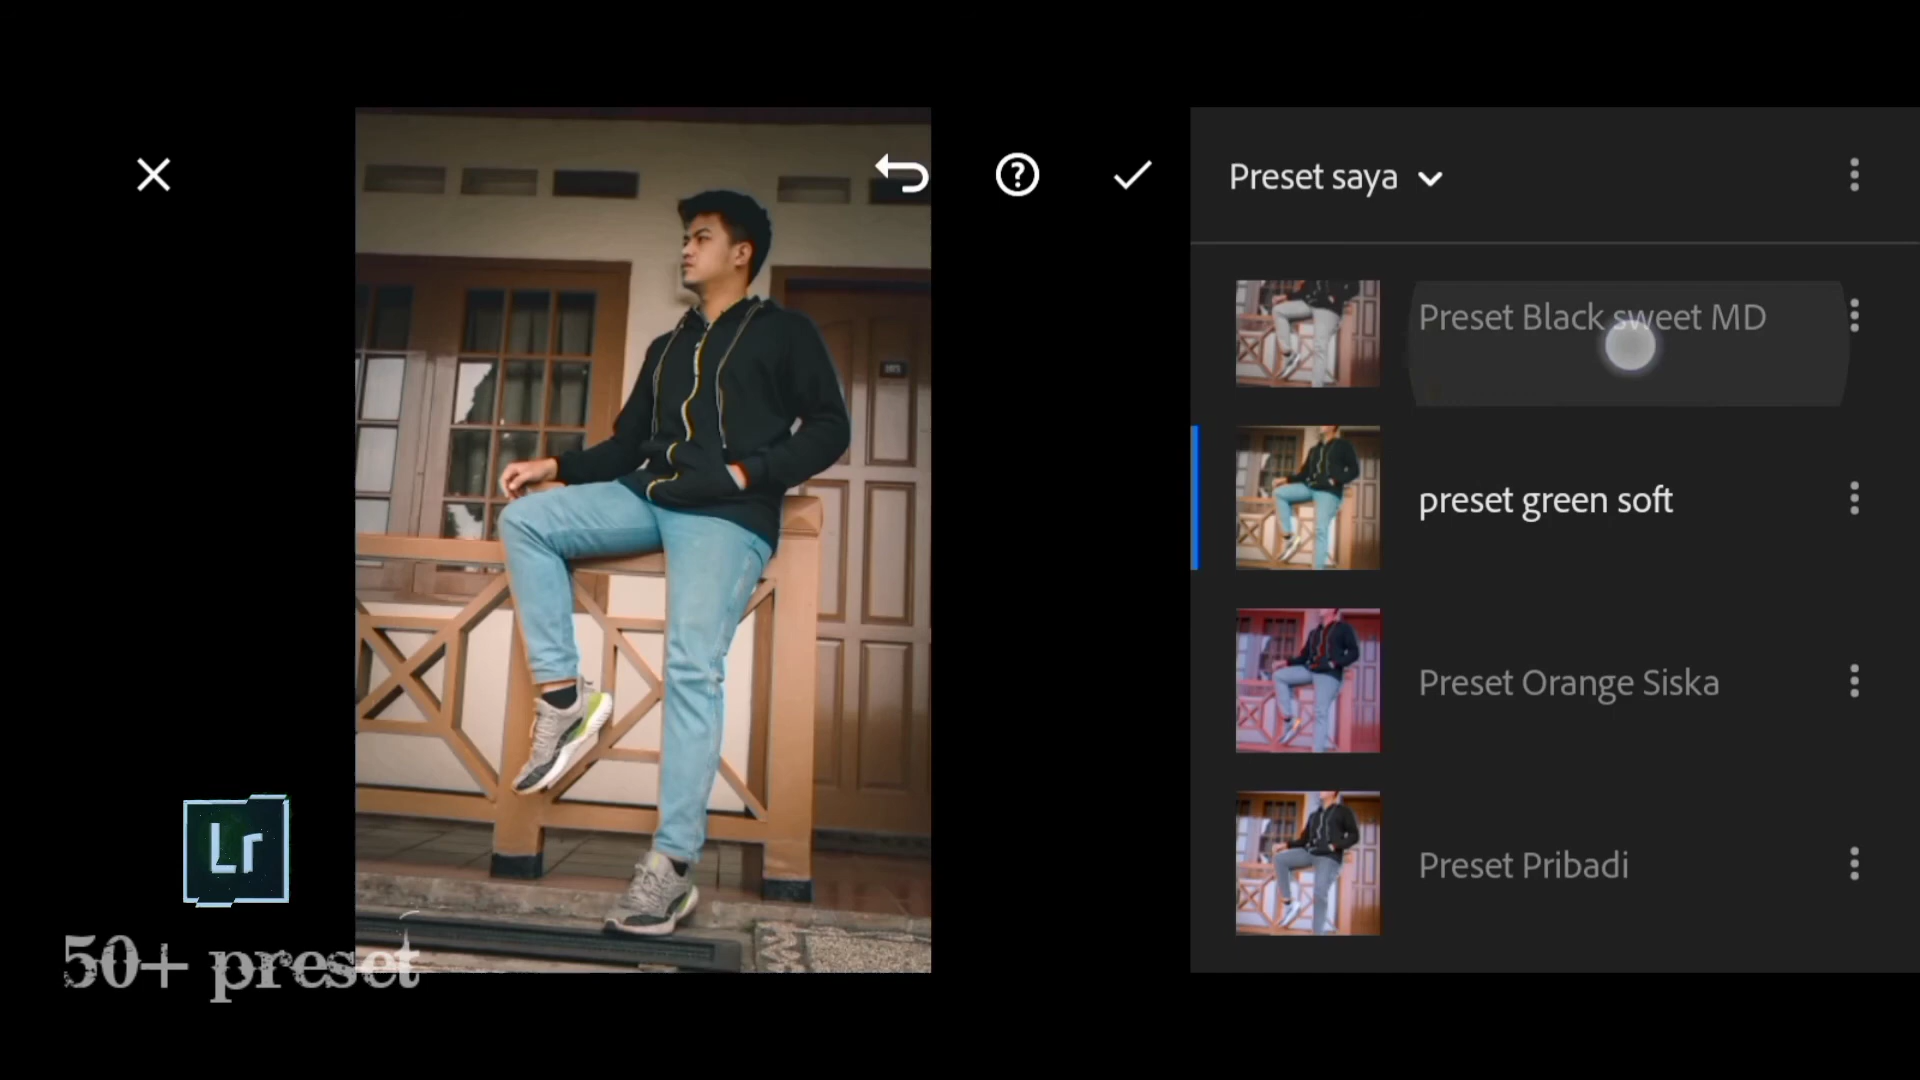 Preset saya
Preset Black sweet MD
preset green soft
Preset Orange Siska
Preset Pribadi
Lr
50+ preset